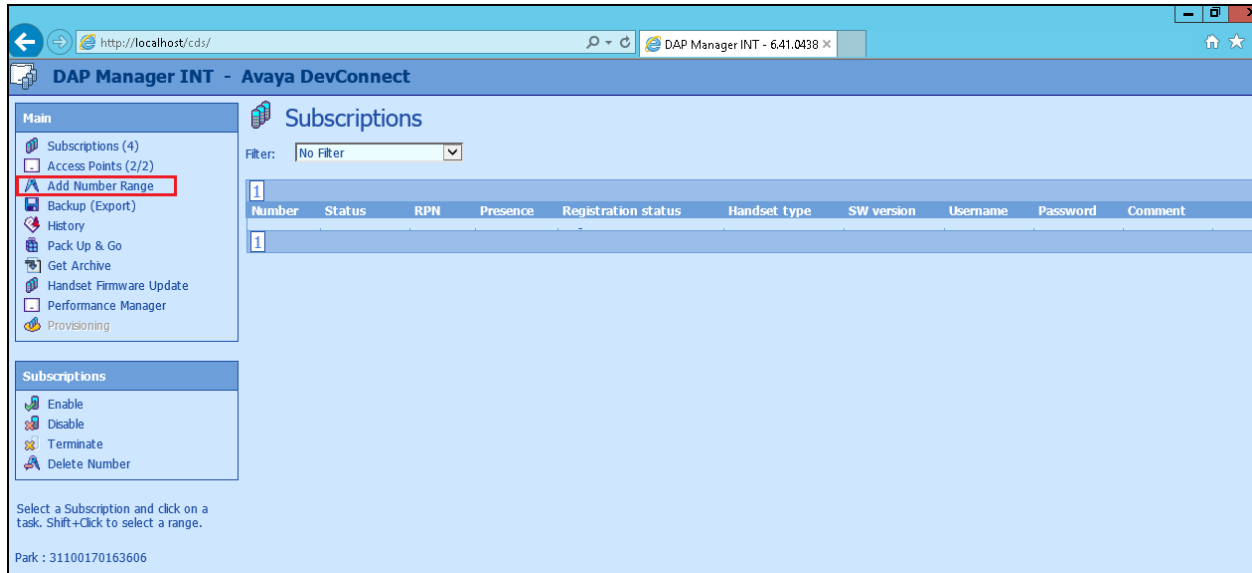 http://localhost/cds/
DAP Manager INT - 6.41.0438
DAP Manager INT - Avaya DevConnect
Main
Subscriptions (4)
Access Points (2/2)
Add Number Range
Backup (Export)
History
Pack Up & Go
Get Archive
Handset Firmware Update
Performance Manager
Provisioning
Subscriptions
Enable
Disable
Terminate
Delete Number
Select a Subscription and click on a
task. Shift+Click to select a range.
Park : 31100170163606
Subscriptions
Filter: No Filter
1
Number Status RPN Presence Registration status Handset type SW version Username Password Comment
1